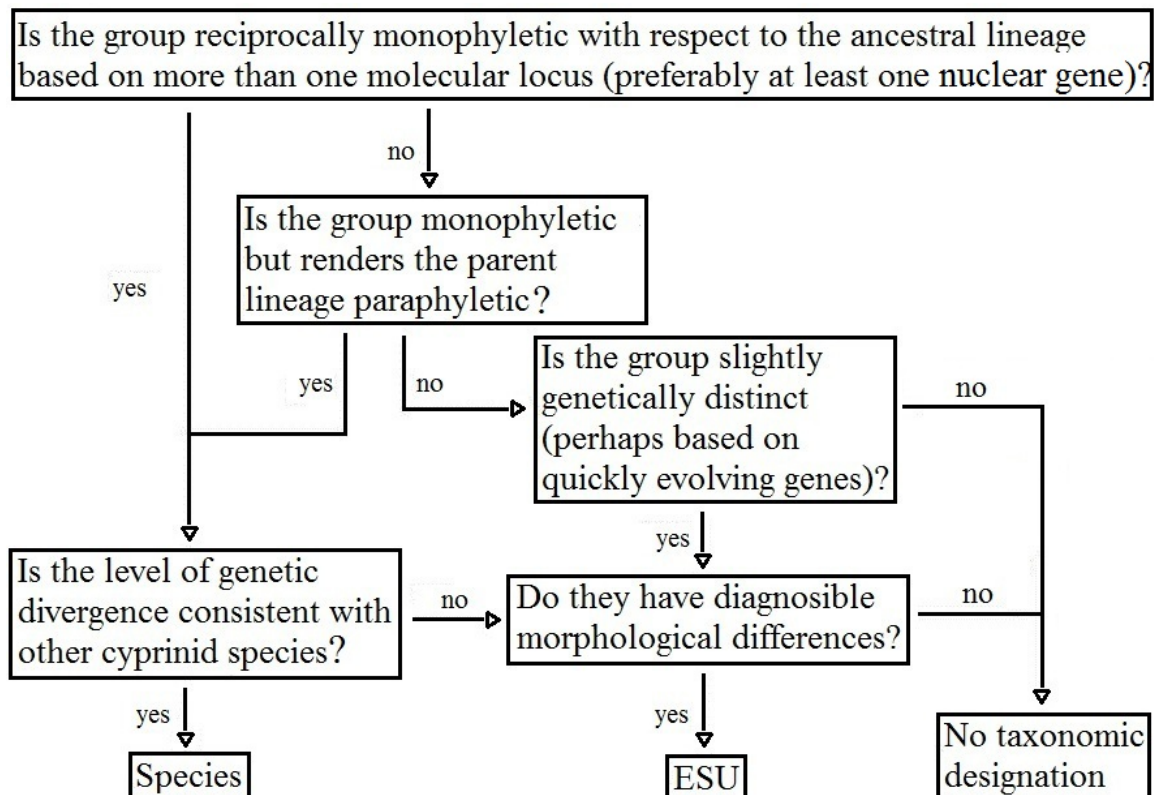 Is the group reciprocally monophyletic with respect to the ancestral lineage
based on more than one molecular locus (preferably at least one nuclear gene)?
no
Is the group monophyletic
but renders the parent
lineage paraphyletic?
yes
yes
no
Is the group slightly
genetically distinct
(perhaps based on
quickly evolving genes)?
no
yes
Is the level of genetic
divergence consistent with
other cyprinid species?
no
Do they have diagnosible
morphological differences?
no
yes
Species
yes
ESU
No taxonomic
designation